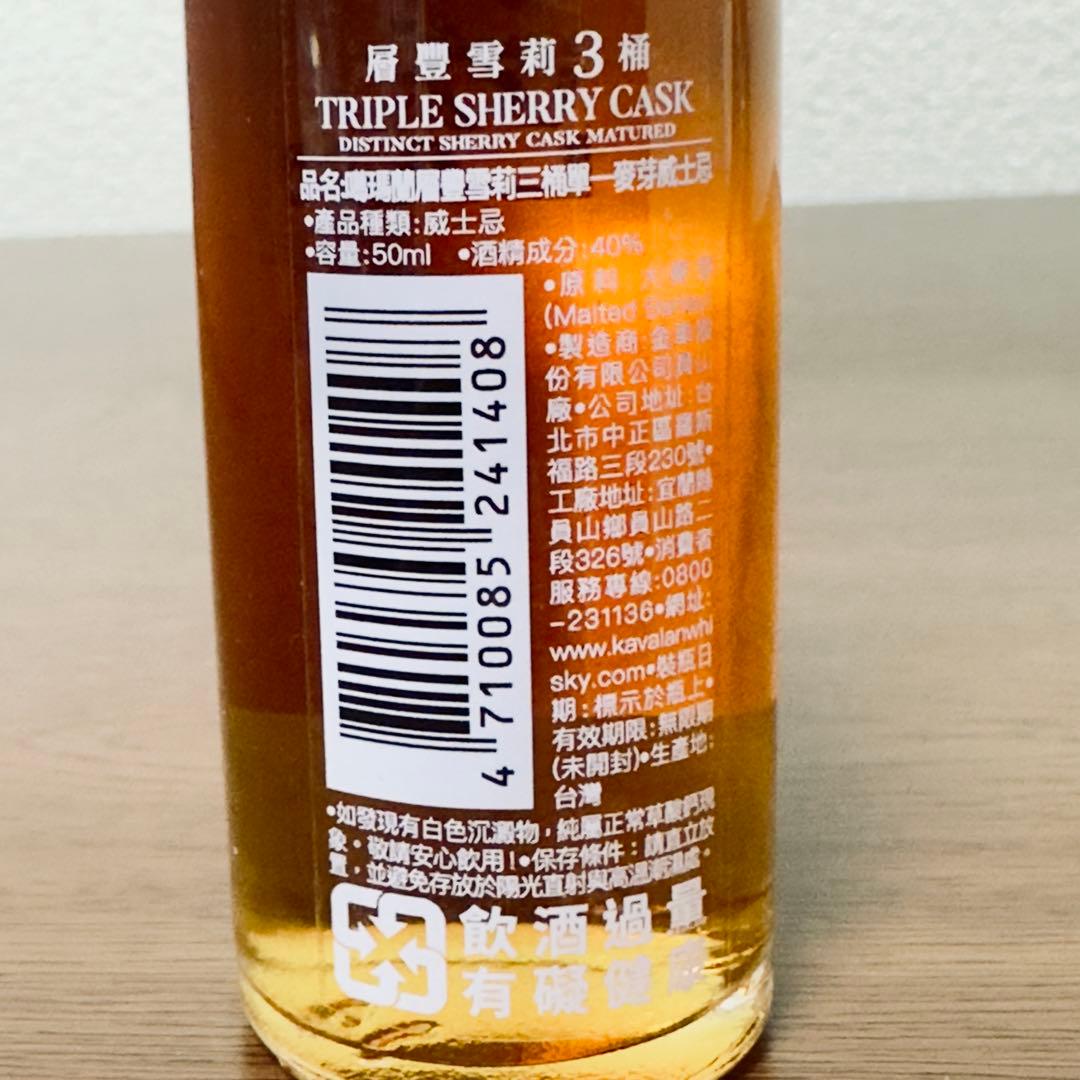 層豐雪莉3桶
TRIPLE SHERRY CASK
DISTINCT SHERRY CASK MATURED
品名:噶瑪蘭層豐雪莉三桶單一麥芽威士忌
•產品種類:威士忌
•容量:50ml •酒精成分:40%
•原料:大麥芽
(Malted Barley)
•製造商:金車股
份有限公司員山
廠•公司地址:台
北市中正區羅斯
福路三段230號•
工廠地址:宜蘭縣
員山鄉員山路二
段326號•消費者
服務專線:0800
-231136•網址:
www.kavalanwhi
sky.com•裝瓶日
期:標示於瓶上•
有效期限:無限期
(未開封)•生產地:
台灣
4 710085 241408
•如發現有白色沉澱物,純屬正常草酸鈣現
象。敬請安心飲用!•保存條件:請直立放
置,並避免存放於陽光直射與高溫潮濕處。
飲酒過量
有礙健康